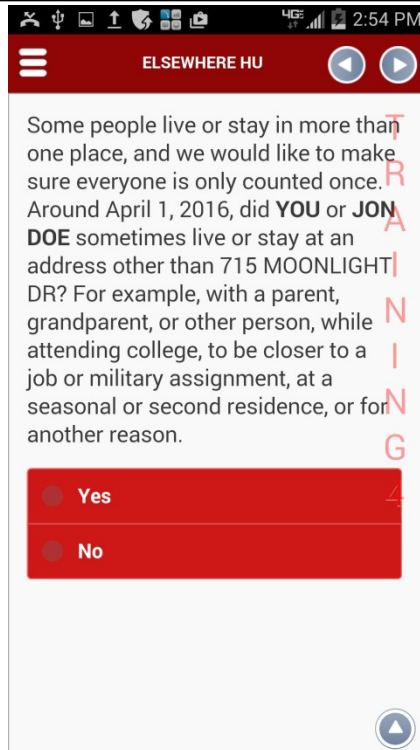 4G 2:54 PM
ELSEWHERE HU
Some people live or stay in more than
one place, and we would like to make
sure everyone is only counted once.
Around April 1, 2016, did YOU or JON
DOE sometimes live or stay at an
address other than 715 MOONLIGHT
DR? For example, with a parent,
grandparent, or other person, while
attending college, to be closer to a
job or military assignment, at a
seasonal or second residence, or for
another reason.
Yes
No
TRAINING4